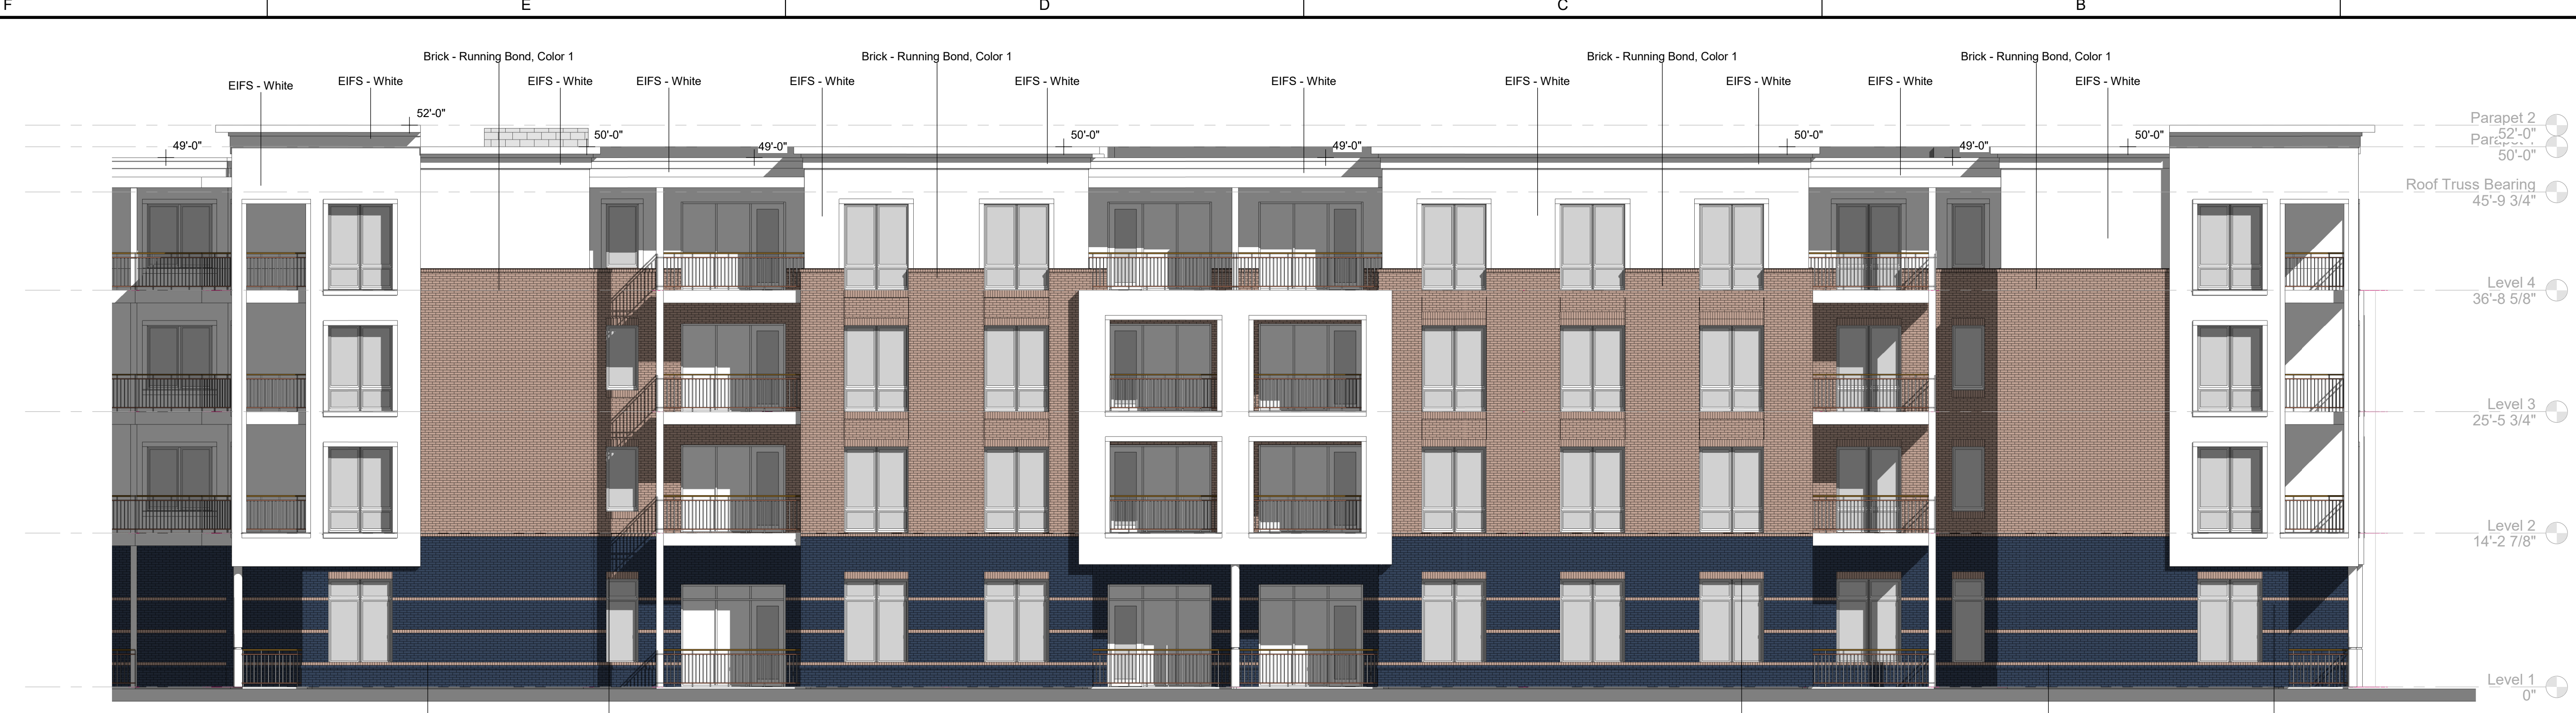 F E D C B
Brick - Running Bond, Color 1
Brick - Running Bond, Color 1
Brick - Running Bond, Color 1
Brick - Running Bond, Color 1
EIFS - White
EIFS - White
EIFS - White
EIFS - White
EIFS - White
EIFS - White
EIFS - White
EIFS - White
EIFS - White
EIFS - White
EIFS - White
49'-0"
52'-0"
50'-0"
49'-0"
50'-0"
49'-0"
50'-0"
49'-0"
50'-0"
Parapet 2
52'-0"
50'-0"
Roof Truss Bearing
45'-9 3/4"
Level 4
36'-8 5/8"
Level 3
25'-5 3/4"
Level 2
14'-2 7/8"
Level 1
0"